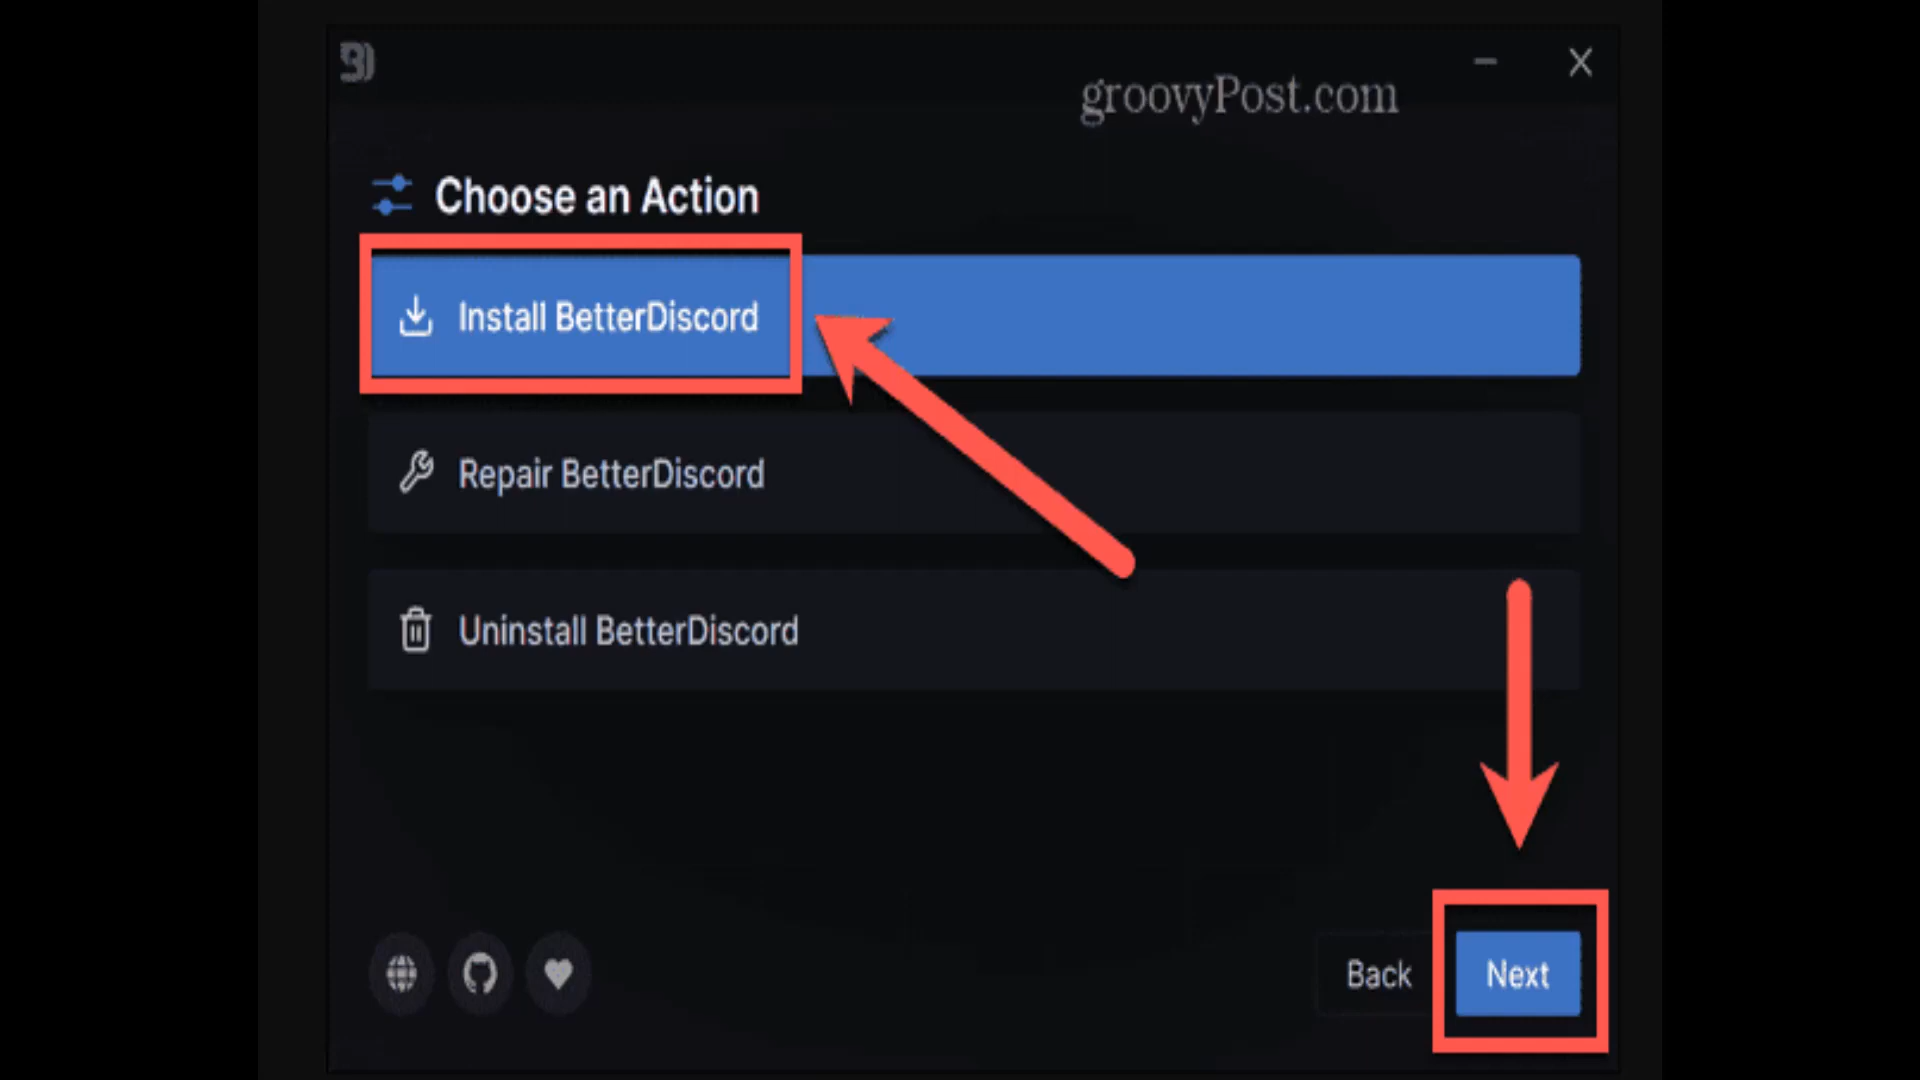 groovyPost.com
Choose an Action
Install BetterDiscord
Repair BetterDiscord
Uninstall BetterDiscord
Back
Next